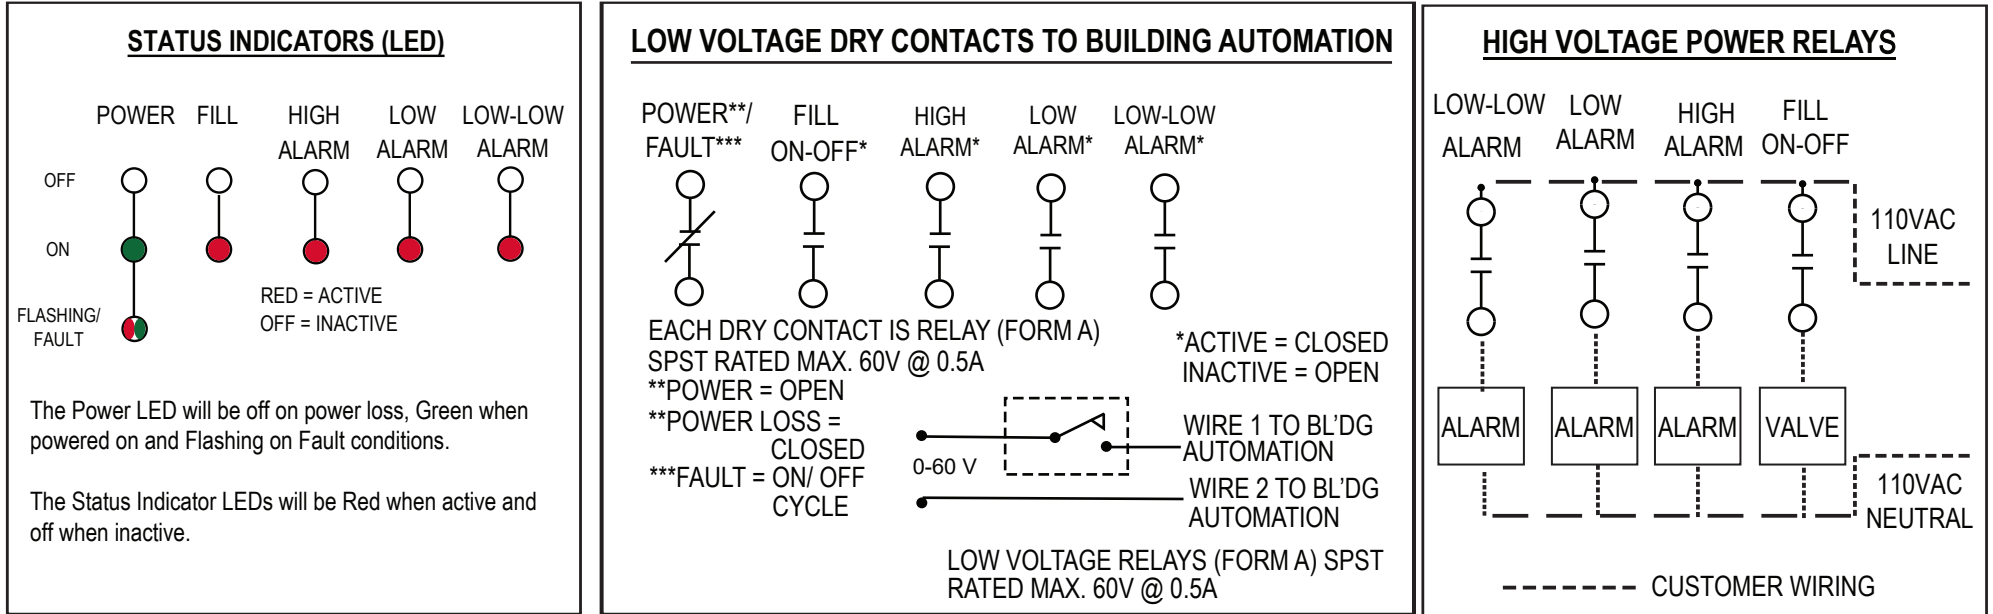 STATUS INDICATORS (LED)
POWER FILL HIGH ALARM LOW ALARM LOW-LOW ALARM
OFF
ON
FLASHING/
FAULT
RED = ACTIVE
OFF = INACTIVE
The Power LED will be off on power loss, Green when
powered on and Flashing on Fault conditions.
The Status Indicator LEDs will be Red when active and
off when inactive.
LOW VOLTAGE DRY CONTACTS TO BUILDING AUTOMATION
POWER**/
FAULT***
FILL
ON-OFF*
HIGH
ALARM*
LOW
ALARM*
LOW-LOW
ALARM*
EACH DRY CONTACT IS RELAY (FORM A)
SPST RATED MAX. 60V @ 0.5A
*ACTIVE = CLOSED
INACTIVE = OPEN
**POWER = OPEN
**POWER LOSS =
CLOSED
***FAULT = ON/ OFF
CYCLE
0-60 V
WIRE 1 TO BL'DG
AUTOMATION
WIRE 2 TO BL'DG
AUTOMATION
LOW VOLTAGE RELAYS (FORM A) SPST
RATED MAX. 60V @ 0.5A
HIGH VOLTAGE POWER RELAYS
LOW-LOW
ALARM
LOW
ALARM
HIGH
ALARM
FILL
ON-OFF
110VAC
LINE
ALARM
ALARM
ALARM
VALVE
110VAC
NEUTRAL
CUSTOMER WIRING